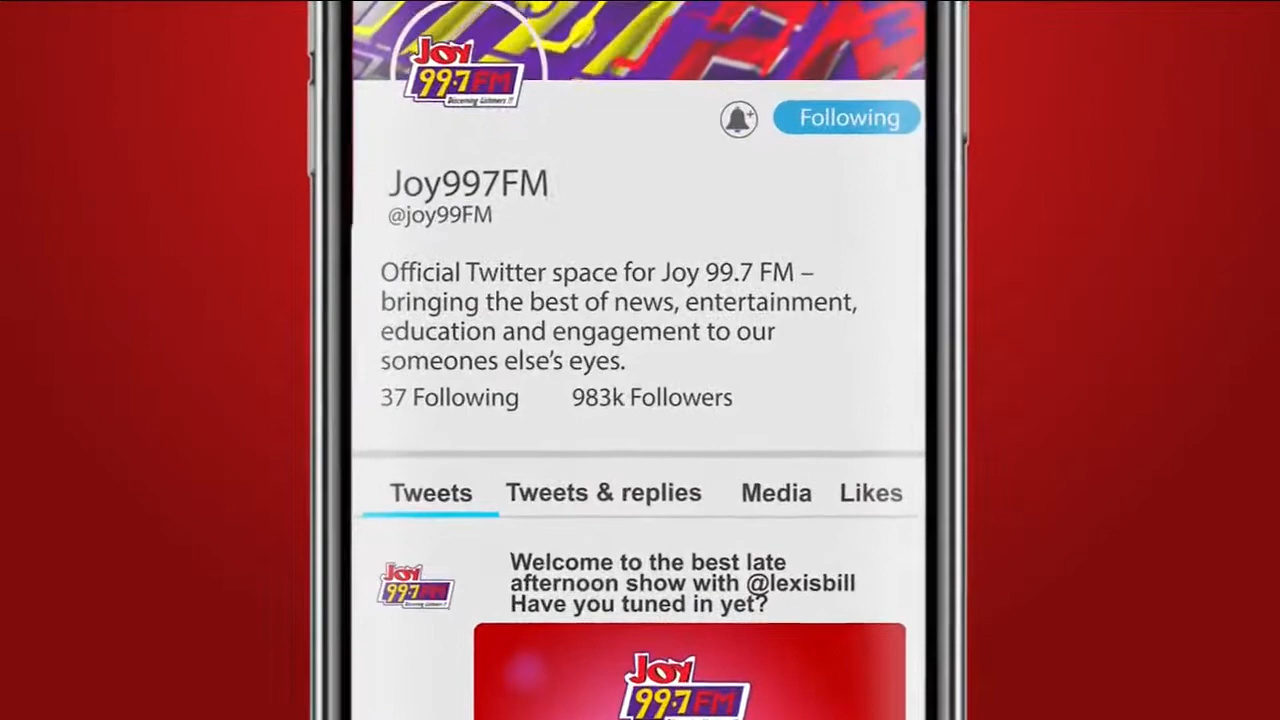 JOY
99.7 FM
Discerning Listeners !!
Following
Joy997FM
@joy99FM
Official Twitter space for Joy 99.7 FM –
bringing the best of news, entertainment,
education and engagement to our
someones else's eyes.
37 Following 983k Followers
Tweets Tweets & replies Media Likes
JOY
99.7 FM
Discerning Listeners !!
Welcome to the best late
afternoon show with @lexisbill
Have you tuned in yet?
JOY
99.7 FM